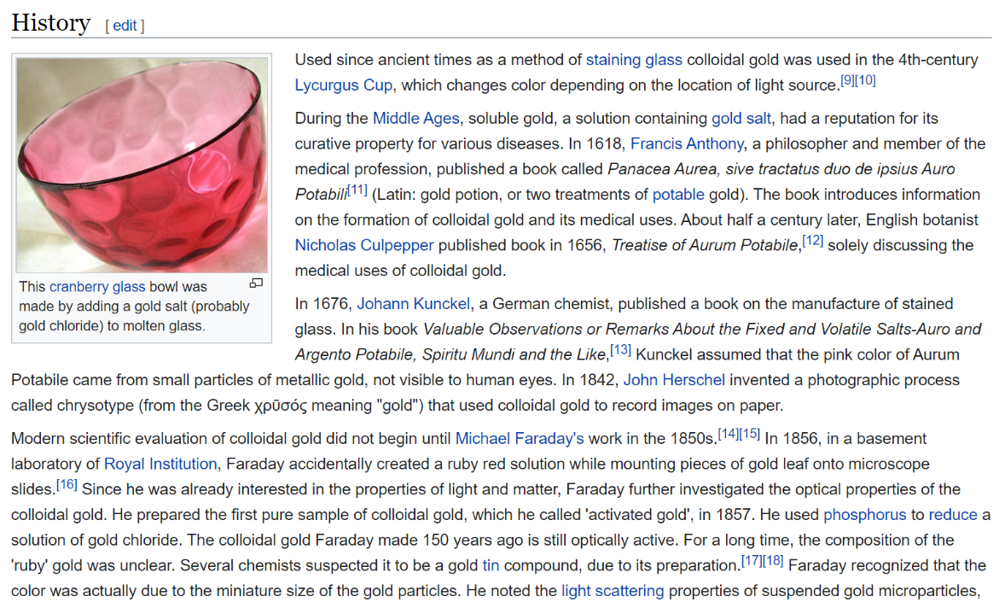 History [ edit ]
Used since ancient times as a method of staining glass colloidal gold was used in the 4th-century
Lycurgus Cup, which changes color depending on the location of light source.[9][10]
During the Middle Ages, soluble gold, a solution containing gold salt, had a reputation for its
curative property for various diseases. In 1618, Francis Anthony, a philosopher and member of the
medical profession, published a book called Panacea Aurea, sive tractatus duo de ipsius Auro
Potabili[11] (Latin: gold potion, or two treatments of potable gold). The book introduces information
on the formation of colloidal gold and its medical uses. About half a century later, English botanist
Nicholas Culpepper published book in 1656, Treatise of Aurum Potabile,[12] solely discussing the
medical uses of colloidal gold.
This cranberry glass bowl was
made by adding a gold salt (probably
gold chloride) to molten glass.
In 1676, Johann Kunckel, a German chemist, published a book on the manufacture of stained
glass. In his book Valuable Observations or Remarks About the Fixed and Volatile Salts-Auro and
Argento Potabile, Spiritu Mundi and the Like,[13] Kunckel assumed that the pink color of Aurum
Potabile came from small particles of metallic gold, not visible to human eyes. In 1842, John Herschel invented a photographic process
called chrysotype (from the Greek χρῡσός meaning "gold") that used colloidal gold to record images on paper.
Modern scientific evaluation of colloidal gold did not begin until Michael Faraday's work in the 1850s.[14][15] In 1856, in a basement
laboratory of Royal Institution, Faraday accidentally created a ruby red solution while mounting pieces of gold leaf onto microscope
slides.[16] Since he was already interested in the properties of light and matter, Faraday further investigated the optical properties of the
colloidal gold. He prepared the first pure sample of colloidal gold, which he called 'activated gold', in 1857. He used phosphorus to reduce a
solution of gold chloride. The colloidal gold Faraday made 150 years ago is still optically active. For a long time, the composition of the
'ruby' gold was unclear. Several chemists suspected it to be a gold tin compound, due to its preparation.[17][18] Faraday recognized that the
color was actually due to the miniature size of the gold particles. He noted the light scattering properties of suspended gold microparticles,